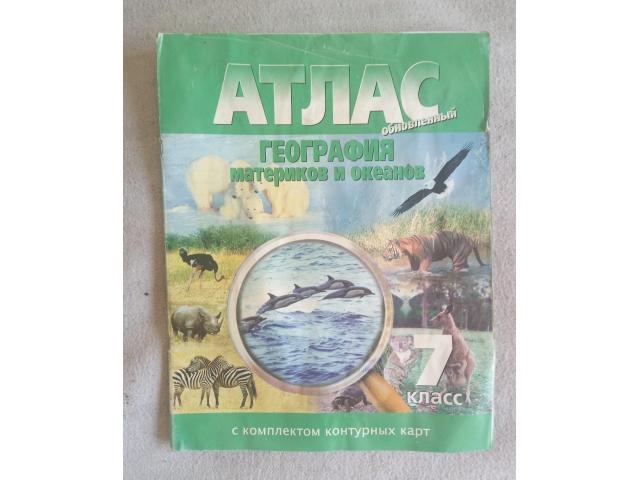 АТЛАС
обновленный
ГЕОГРАФИЯ
материков и океанов
7
класс
с комплектом контурных карт